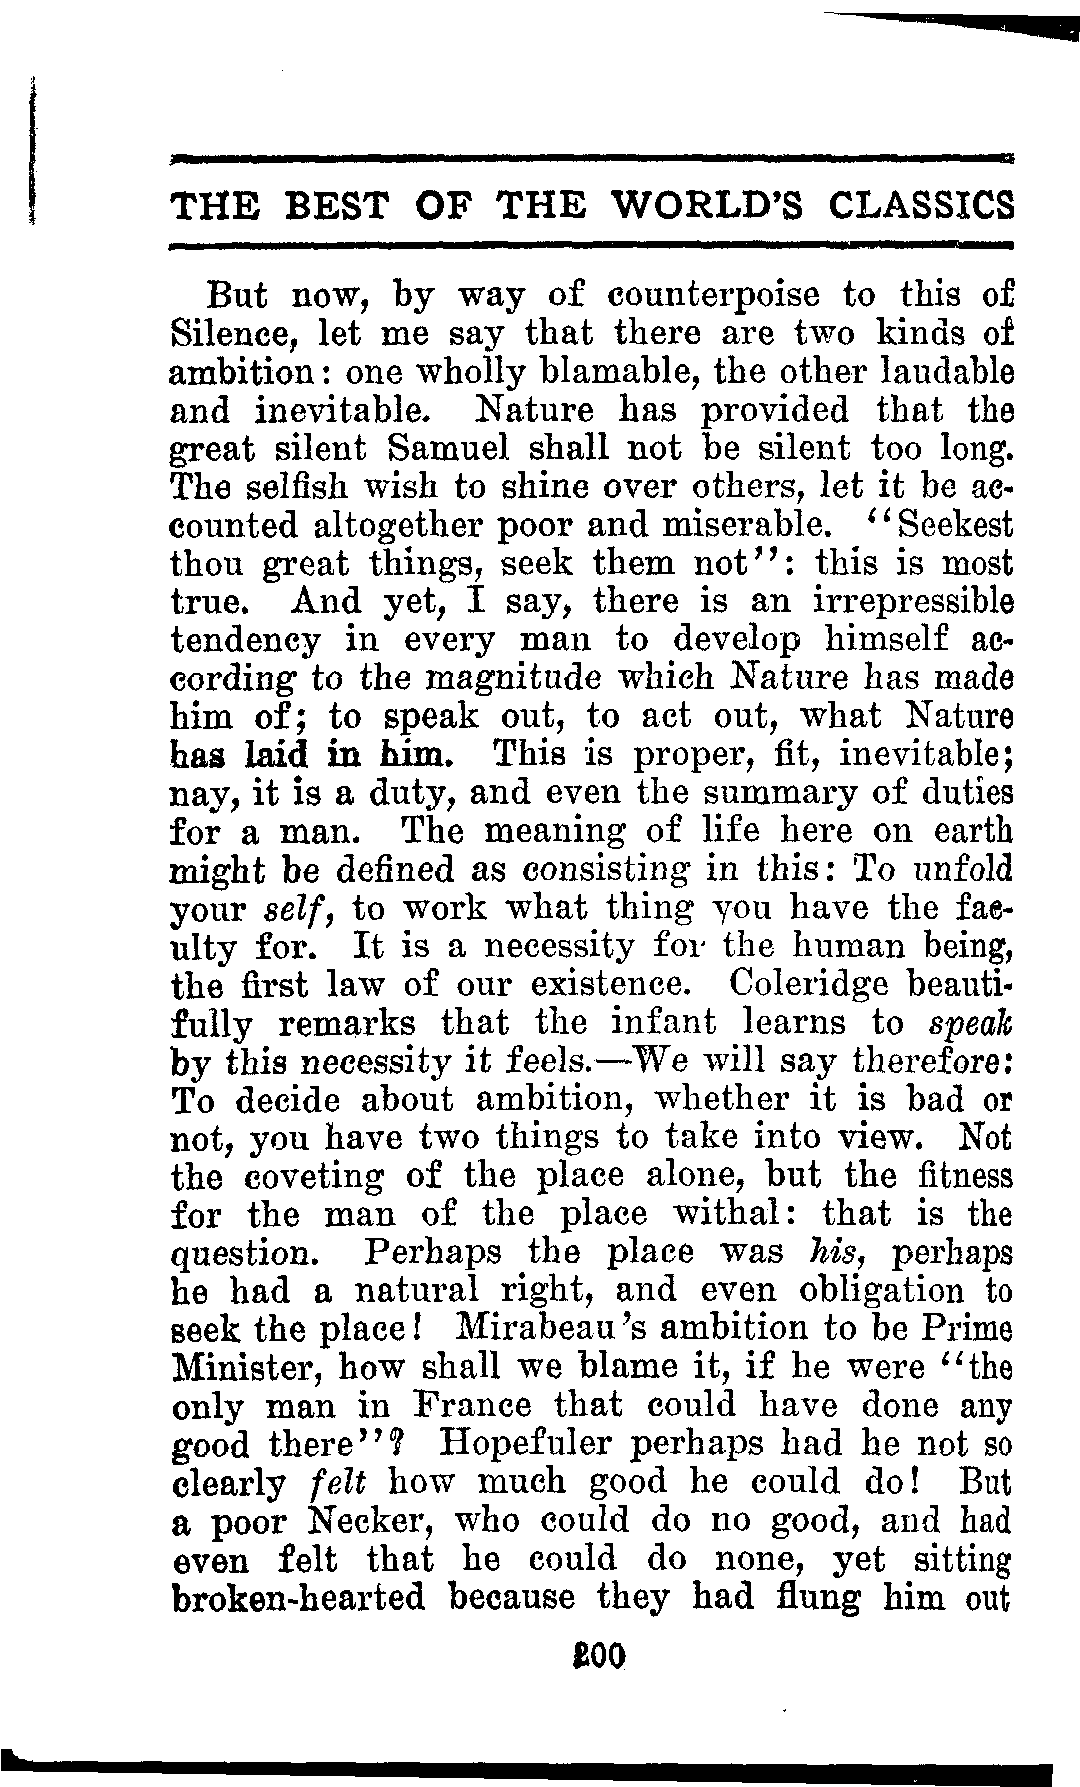 THE BEST OF THE WORLD'S CLASSICS
But now, by way of counterpoise to this of
Silence, let me say that there are two kinds of
ambition: one wholly blamable, the other laudable
and inevitable. Nature has provided that the
great silent Samuel shall not be silent too long.
The selfish wish to shine over others, let it be ac-
counted altogether poor and miserable. "Seekest
thou great things, seek them not": this is most
true. And yet, I say, there is an irrepressible
tendency in every man to develop himself ac-
cording to the magnitude which Nature has made
him of; to speak out, to act out, what Nature
has laid in him. This is proper, fit, inevitable;
nay, it is a duty, and even the summary of duties
for a man. The meaning of life here on earth
might be defined as consisting in this: To unfold
your self, to work what thing you have the fac-
ulty for. It is a necessity for the human being,
the first law of our existence. Coleridge beauti-
fully remarks that the infant learns to speak
by this necessity it feels.—We will say therefore:
To decide about ambition, whether it is bad or
not, you have two things to take into view. Not
the coveting of the place alone, but the fitness
for the man of the place withal: that is the
question. Perhaps the place was his, perhaps
he had a natural right, and even obligation to
seek the place! Mirabeau's ambition to be Prime
Minister, how shall we blame it, if he were "the
only man in France that could have done any
good there"? Hopefuler perhaps had he not so
clearly felt how much good he could do! But
a poor Necker, who could do no good, and had
even felt that he could do none, yet sitting
broken-hearted because they had flung him out
200